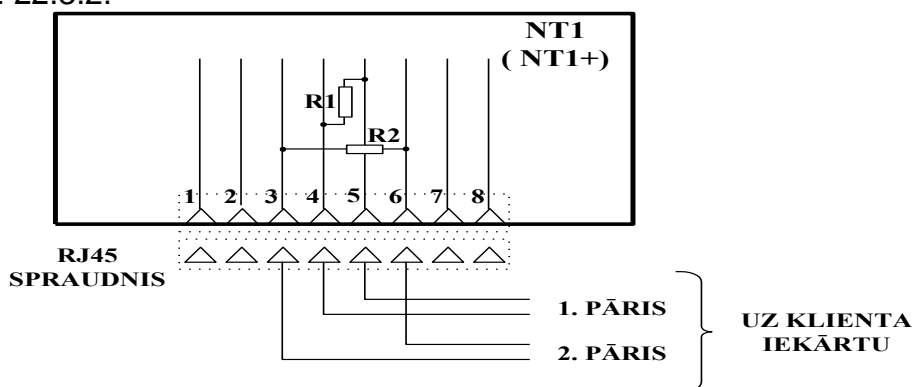 22.8.2.
NT1
( NT1+)
R1
R2
1 2 3 4 5 6 7 8
RJ45
SPRAUDNIS
1. PĀRIS
2. PĀRIS
UZ KLIENTA
IEKĀRTU